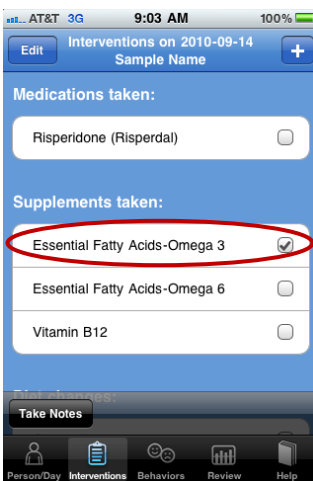 AT&T 3G 9:03 AM 100%
Edit
Interventions on 2010-09-14
Sample Name
+
Medications taken:
Risperidone (Risperdal)
Supplements taken:
Essential Fatty Acids-Omega 3
Essential Fatty Acids-Omega 6
Vitamin B12
Diet changes:
Take Notes
Person/Day Interventions Behaviors Review Help